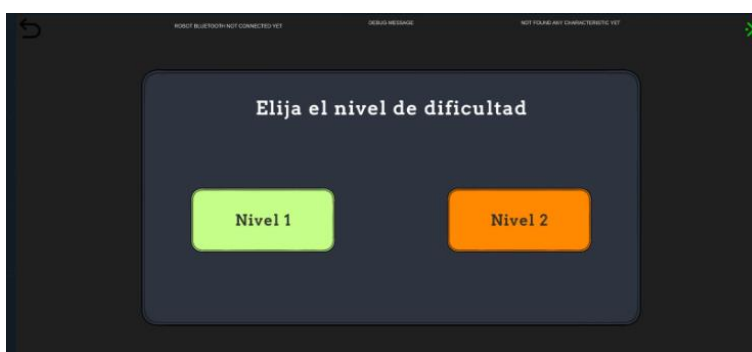 ROBOT BLUETOOTH NOT CONNECTED YET
DEBUG MESSAGE
NOT FOUND ANY CHARACTERISTIC YET
Elija el nivel de dificultad
Nivel 1
Nivel 2